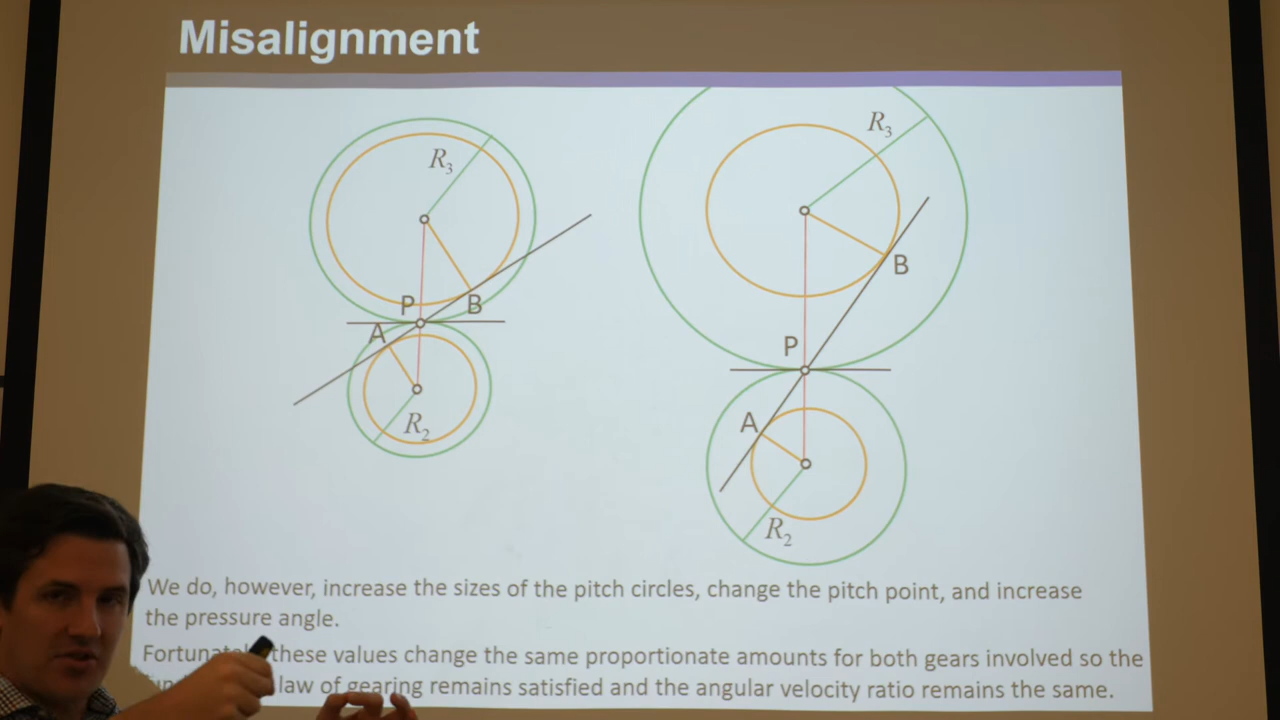 Misalignment
R3
R3
B
P
B
A
P
A
R2
R2
We do, however, increase the sizes of the pitch circles, change the pitch point, and increase
the pressure angle.
these values change the same proportionate amounts for both gears involved so the
law of gearing remains satisfied and the angular velocity ratio remains the same.